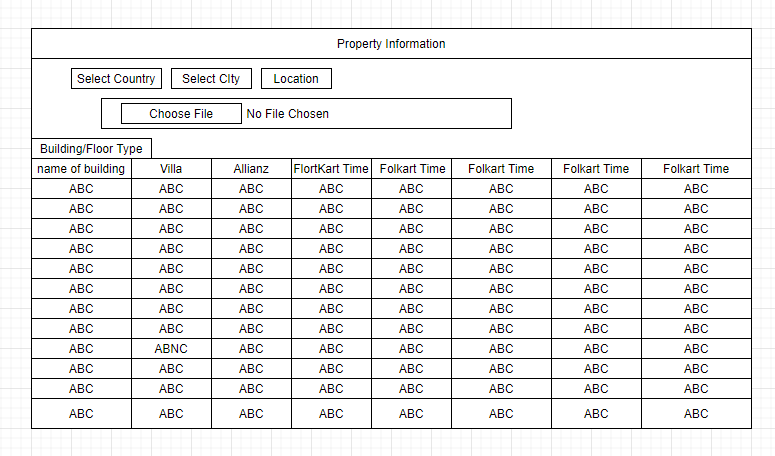 Property Information
Select Country Select CIty Location
Choose File No File Chosen
Building/Floor Type
name of building Villa Allianz FlortKart Time Folkart Time Folkart Time Folkart Time Folkart Time
ABC ABC ABC ABC ABC ABC ABC ABC
ABC ABC ABC ABC ABC ABC ABC ABC
ABC ABC ABC ABC ABC ABC ABC ABC
ABC ABC ABC ABC ABC ABC ABC ABC
ABC ABC ABC ABC ABC ABC ABC ABC
ABC ABC ABC ABC ABC ABC ABC ABC
ABC ABC ABC ABC ABC ABC ABC ABC
ABC ABC ABC ABC ABC ABC ABC ABC
ABC ABNC ABC ABC ABC ABC ABC ABC
ABC ABC ABC ABC ABC ABC ABC ABC
ABC ABC ABC ABC ABC ABC ABC ABC
ABC ABC ABC ABC ABC ABC ABC ABC